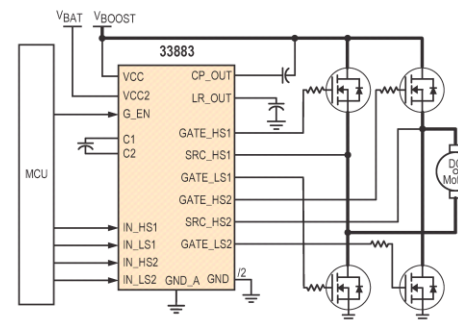 VBAT VBOOST
33883
VCC
VCC2
G_EN
C1
C2
MCU
IN_HS1
IN_LS1
IN_HS2
IN_LS2
GND_A
GND
/2
CP_OUT
LR_OUT
GATE_HS1
SRC_HS1
GATE_LS1
GATE_HS2
SRC_HS2
GATE_LS2